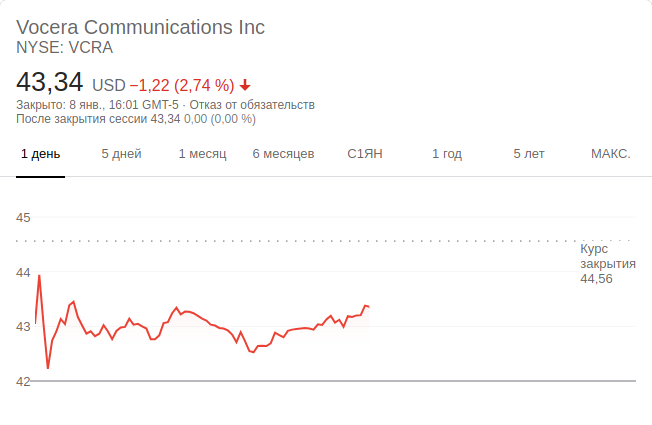 Vocera Communications Inc
NYSE: VCRA
43,34 USD −1,22 (2,74 %)
Закрыто: 8 янв., 16:01 GMT-5 · Отказ от обязательств
После закрытия сессии 43,34 0,00 (0,00 %)
1 день 5 дней 1 месяц 6 месяцев С1ЯН 1 год 5 лет МАКС.
45
Курс
закрытия
44,56
44
43
42